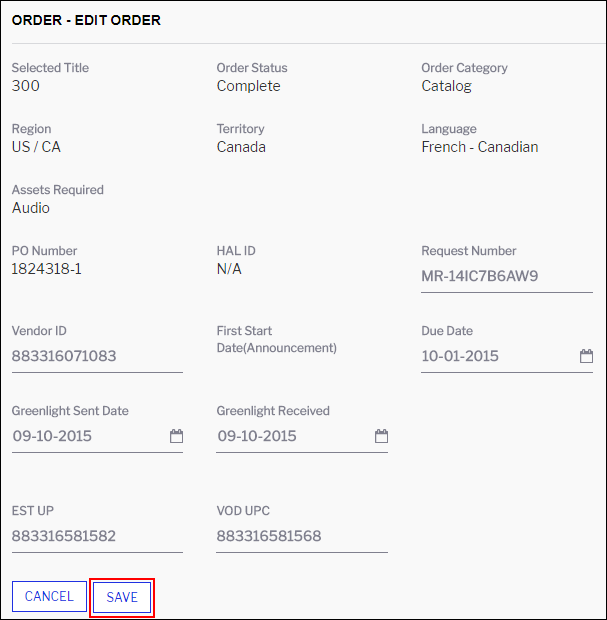 ORDER - EDIT ORDER
Selected Title
Order Status
Order Category
300
Complete
Catalog
Region
Territory
Language
US / CA
Canada
French - Canadian
Assets Required
Audio
PO Number
HAL ID
Request Number
1824318-1
N/A
MR-14IC7B6AW9
Vendor ID
First Start
Date(Announcement)
Due Date
883316071083
10-01-2015
Greenlight Sent Date
Greenlight Received
09-10-2015
09-10-2015
EST UP
VOD UPC
883316581582
883316581568
CANCEL
SAVE